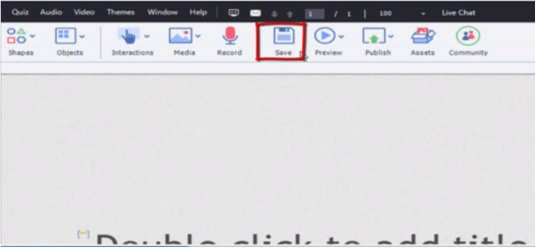 Quiz Audio Video Themes Window Help 1 / 1 100 Live Chat
Shapes Objects Interactions Media Record Save Preview Publish Assets Community
Double click to add title